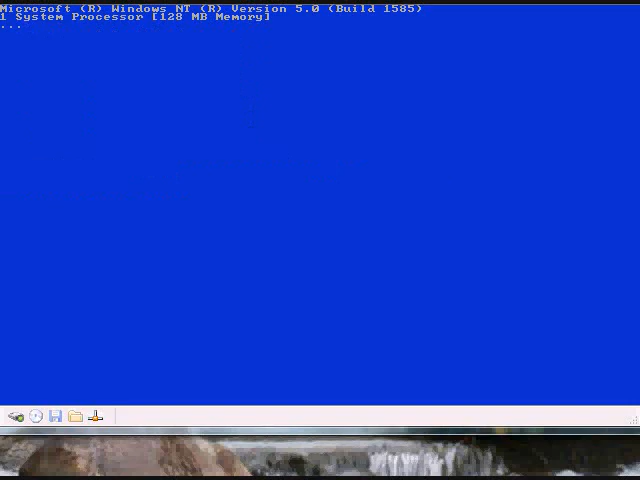 Microsoft (R) Windows NT (R) Version 5.0 (Build 1585)
1 System Processor [128 MB Memory]
...